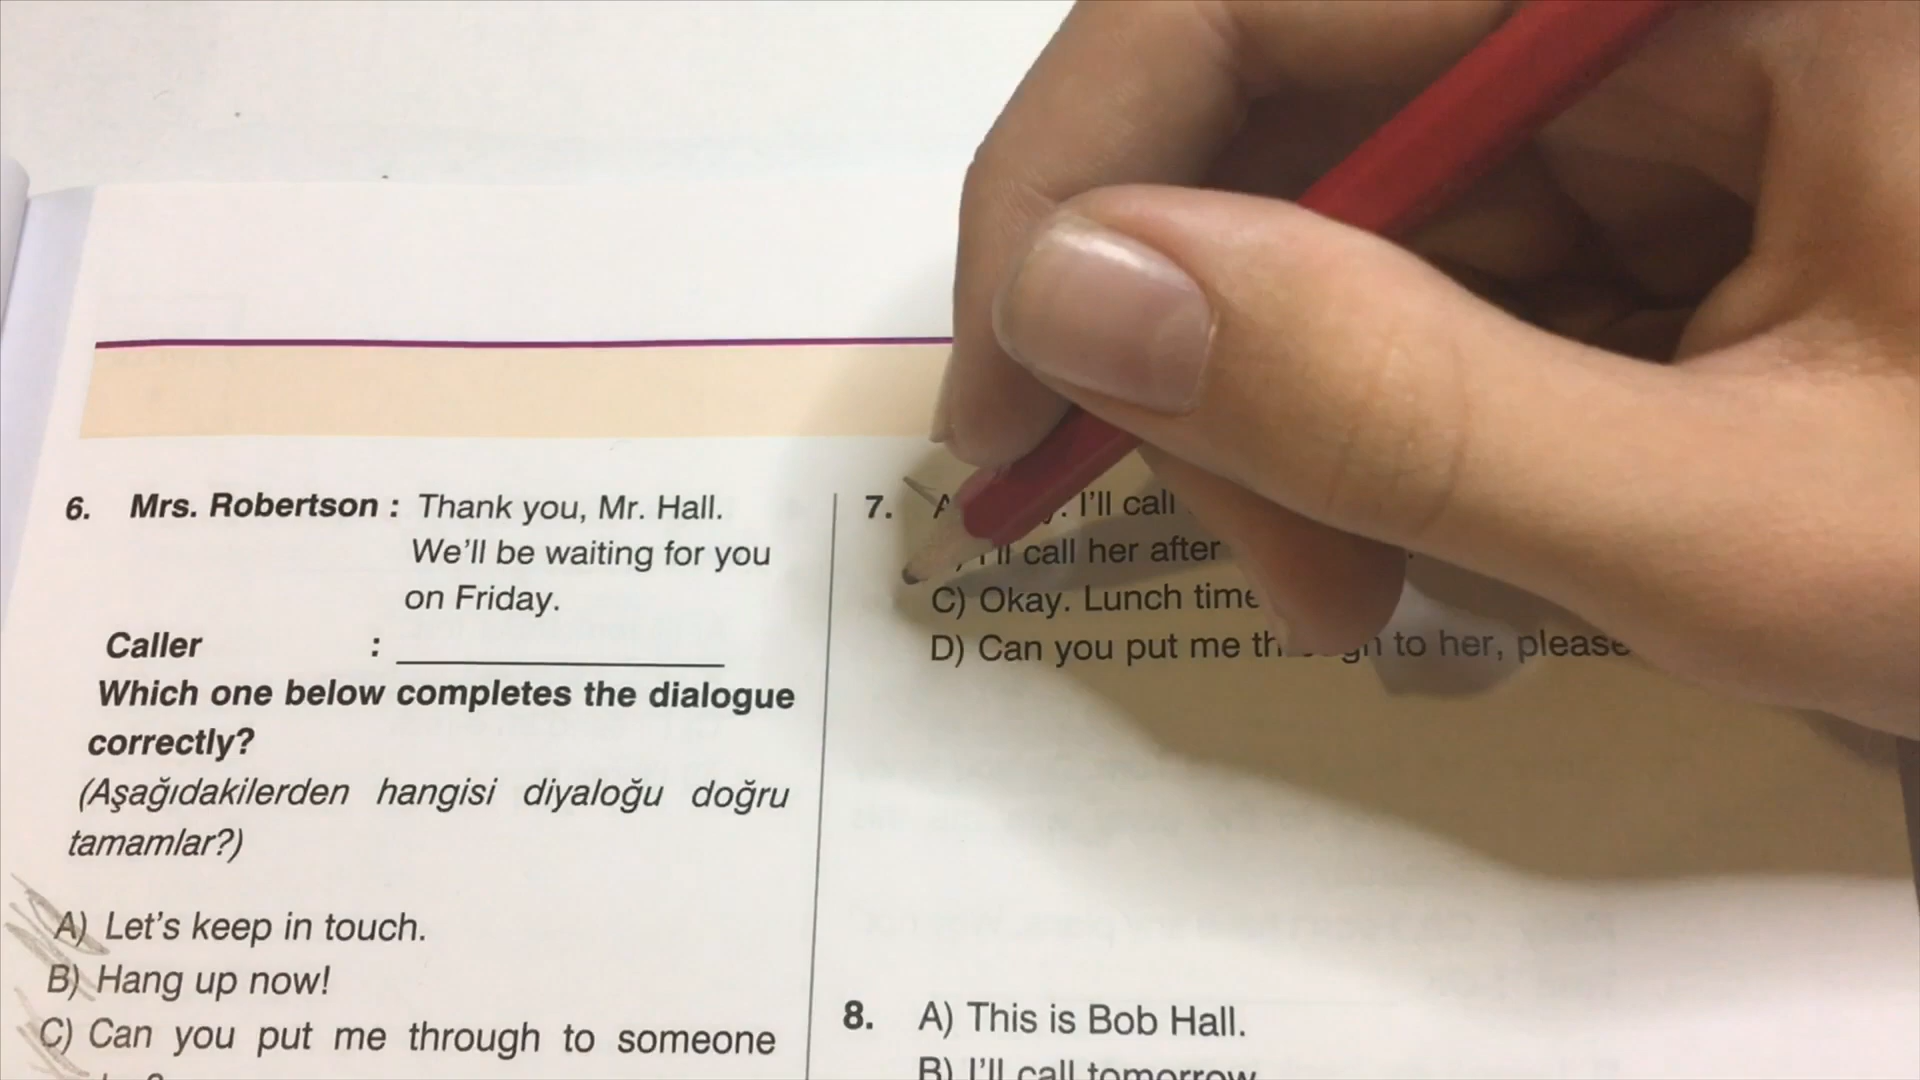 6. Mrs. Robertson : Thank you, Mr. Hall.
We'll be waiting for you
on Friday.
Caller :
Which one below completes the dialogue
correctly?
(Aşağıdakilerden hangisi diyaloğu doğru
tamamlar?)
A) Let's keep in touch.
B) Hang up now!
C) Can you put me through to someone
7. I'll call
call her after
C) Okay. Lunch time
D) Can you put me to her, please
8. A) This is Bob Hall.
B) I'll call tomorrow